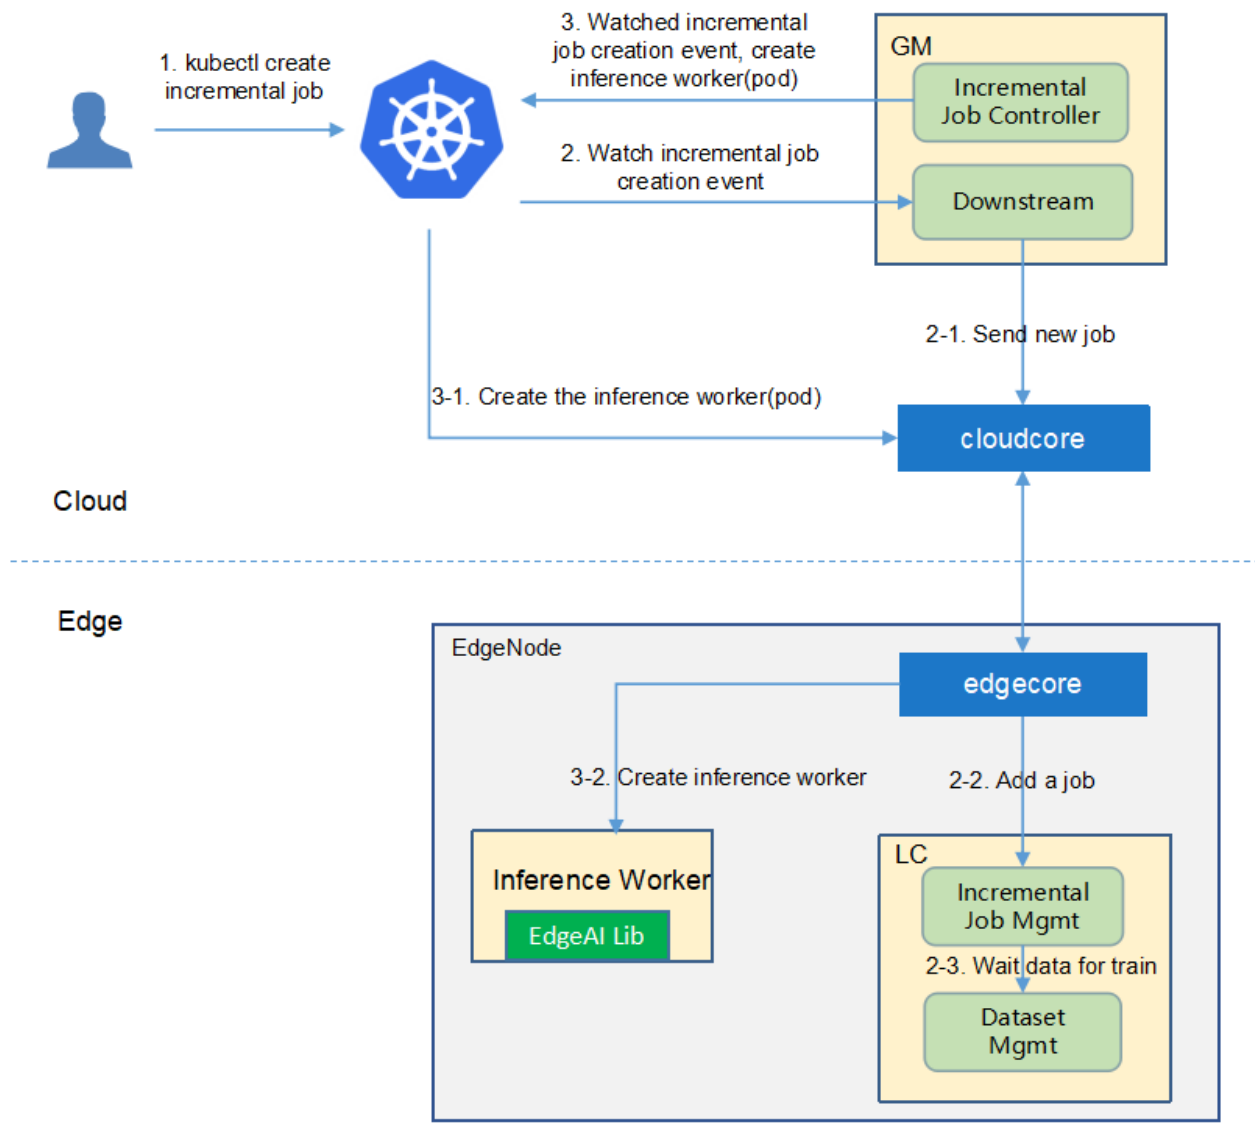 1. kubectl create
incremental job
3. Watched incremental
job creation event, create
inference worker(pod)
GM
Incremental
Job Controller
2. Watch incremental job
creation event
Downstream
2-1. Send new job
3-1. Create the inference worker(pod)
cloudcore
Cloud
Edge
EdgeNode
edgecore
3-2. Create inference worker
2-2. Add a job
Inference Worker
EdgeAI Lib
LC
Incremental
Job Mgmt
2-3. Wait data for train
Dataset
Mgmt